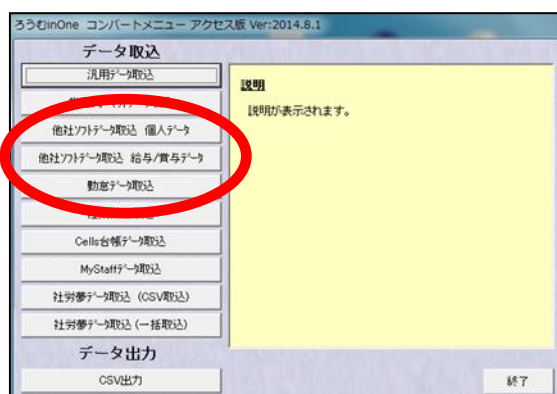 ろうむinOne コンバートメニュー アクセス版 Ver:2014.8.1
データ取込
汎用データ取込
説明
説明が表示されます。
他社ソフトデータ取込 個人データ
他社ソフトデータ取込 給与/賞与データ
勤怠データ取込
Cells台帳データ取込
MyStaffデータ取込
社労夢データ取込 (CSV取込)
社労夢データ取込 (一括取込)
データ出力
CSV出力
終了